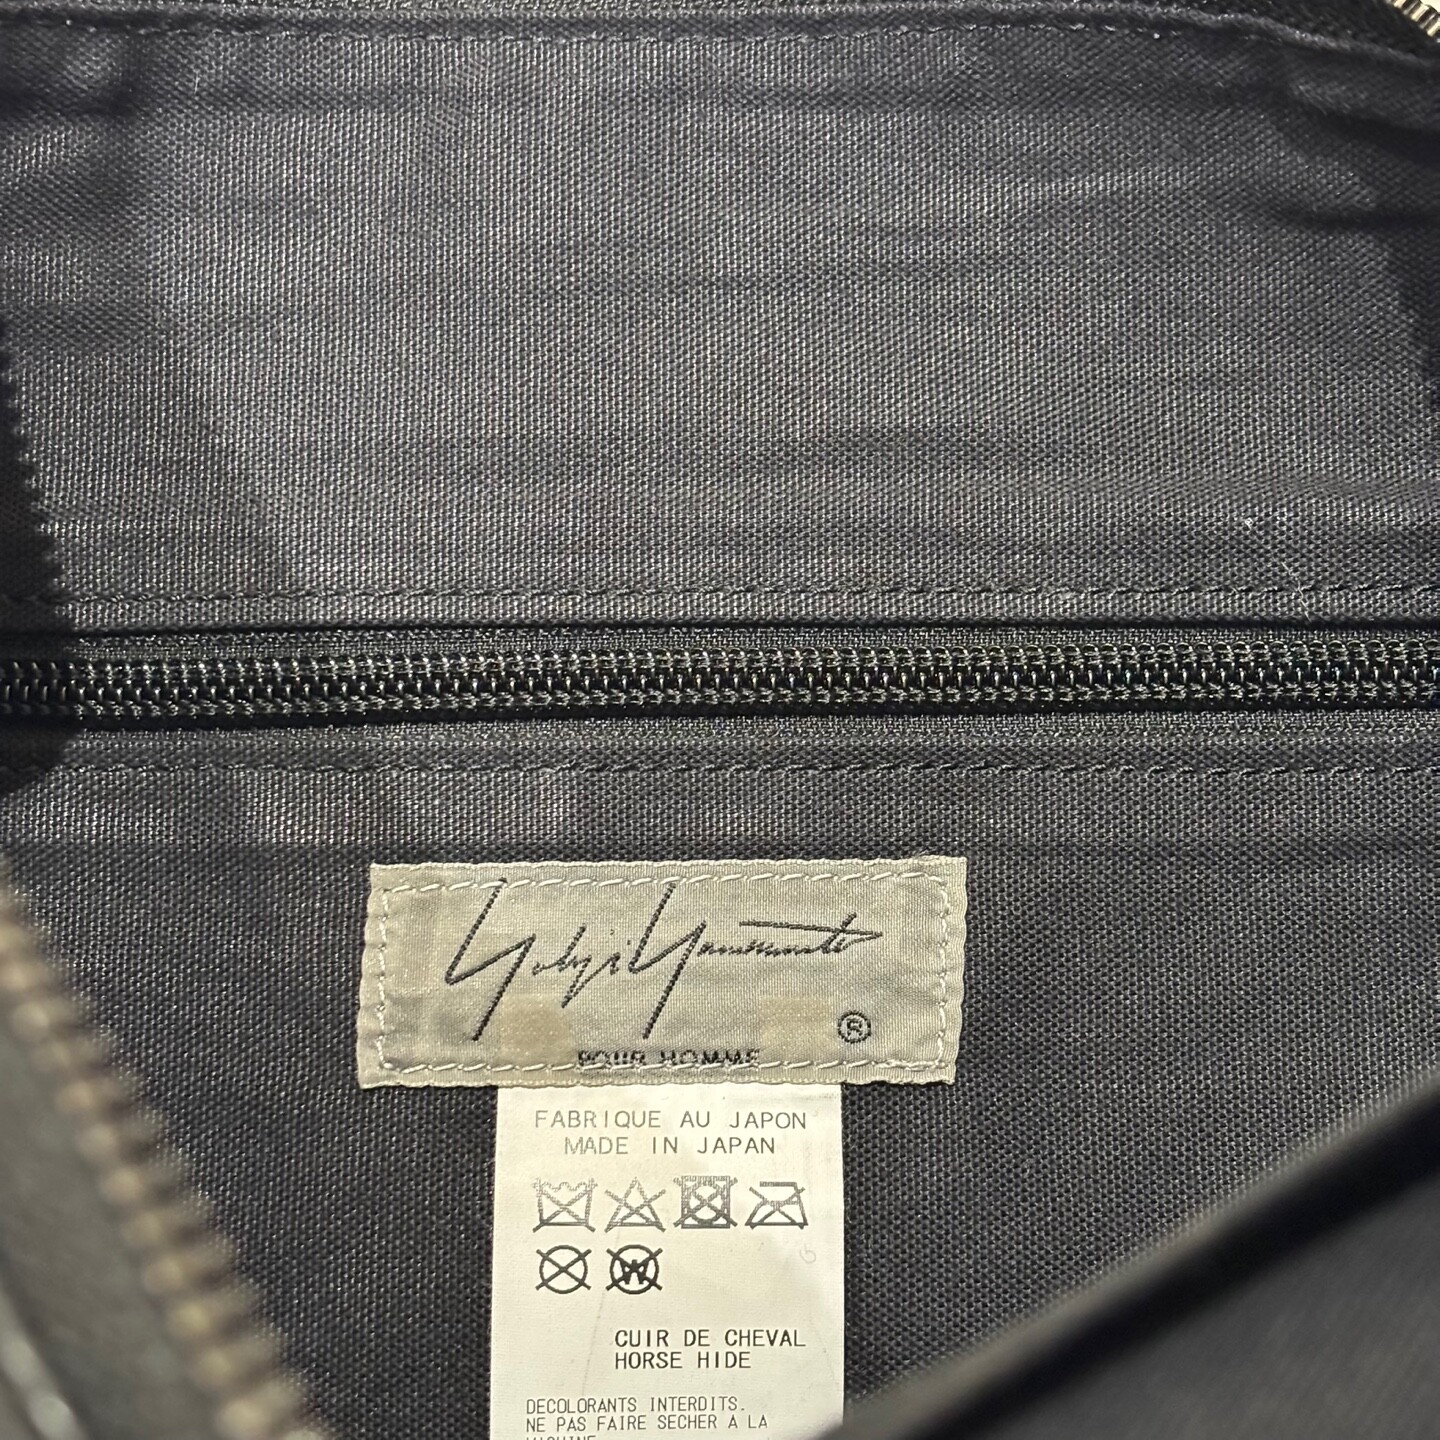 Yohji Yamamoto
®
POUR HOMME
FABRIQUE AU JAPON
MADE IN JAPAN
W
CUIR DE CHEVAL
HORSE HIDE
DECOLORANTS INTERDITS.
NE PAS FAIRE SECHER A LA
MACHINE